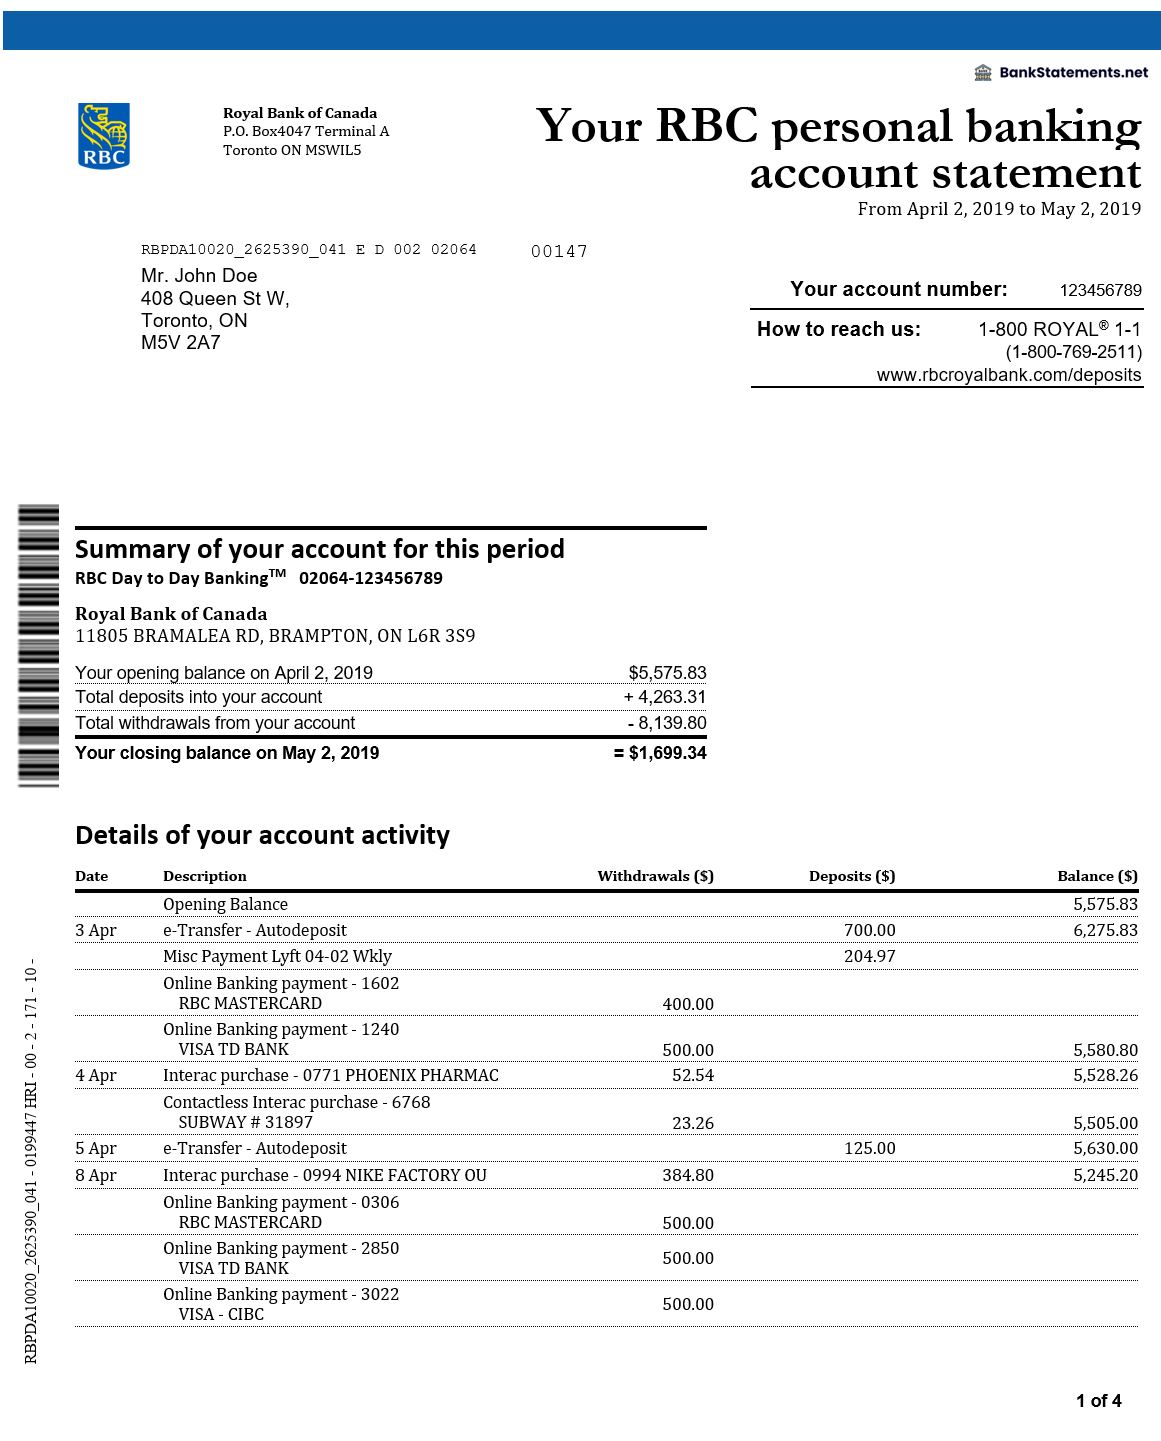 BankStatements.net
RBC
Royal Bank of Canada
P.O. Box4047 Terminal A
Toronto ON MSWIL5
Your RBC personal banking
account statement
From April 2, 2019 to May 2, 2019
RBPDA10020_2625390_041 E D 002 02064 00147
Mr. John Doe
408 Queen St W,
Toronto, ON
M5V 2A7
Your account number: 123456789
How to reach us: 1-800 ROYAL® 1-1
(1-800-769-2511)
www.rbcroyalbank.com/deposits
Summary of your account for this period
RBC Day to Day Banking™ 02064-123456789
Royal Bank of Canada
11805 BRAMALEA RD, BRAMPTON, ON L6R 3S9
Your opening balance on April 2, 2019 $5,575.83
Total deposits into your account + 4,263.31
Total withdrawals from your account - 8,139.80
Your closing balance on May 2, 2019 = $1,699.34
Details of your account activity
Date Description Withdrawals ($) Deposits ($) Balance ($)
Opening Balance 5,575.83
3 Apr e-Transfer - Autodeposit 700.00 6,275.83
Misc Payment Lyft 04-02 Wkly 204.97
Online Banking payment - 1602
RBC MASTERCARD 400.00
Online Banking payment - 1240
VISA TD BANK 500.00 5,580.80
4 Apr Interac purchase - 0771 PHOENIX PHARMAC 52.54 5,528.26
Contactless Interac purchase - 6768
SUBWAY # 31897 23.26 5,505.00
5 Apr e-Transfer - Autodeposit 125.00 5,630.00
8 Apr Interac purchase - 0994 NIKE FACTORY OU 384.80 5,245.20
Online Banking payment - 0306
RBC MASTERCARD 500.00
Online Banking payment - 2850
VISA TD BANK 500.00
Online Banking payment - 3022
VISA - CIBC 500.00
RBPDA10020_2625390_041 - 0199447 HRI - 00 - 2 - 171 - 10 -
1 of 4